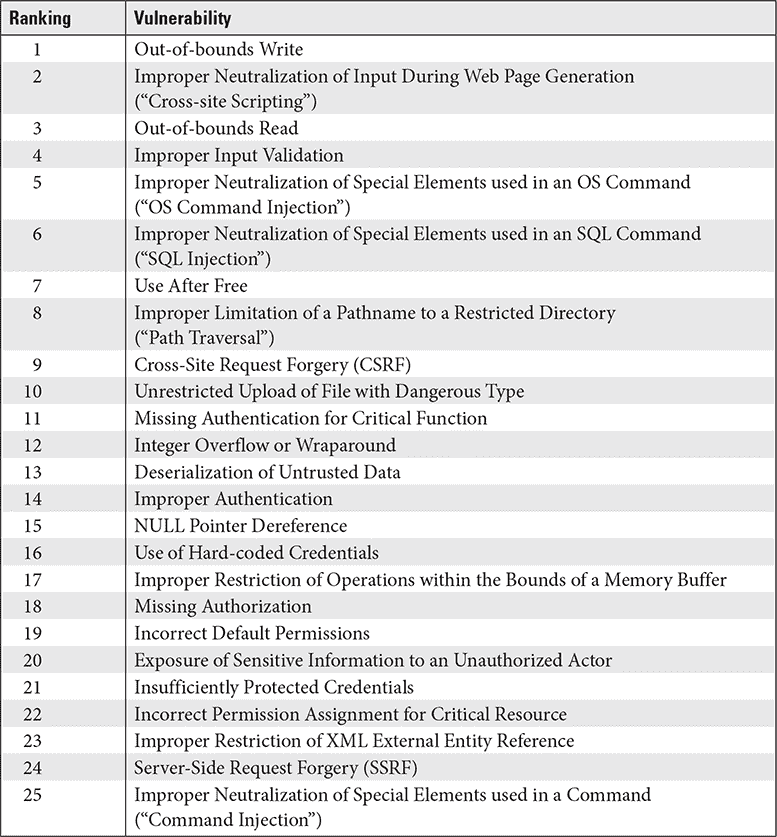 Ranking Vulnerability
1 Out-of-bounds Write
2 Improper Neutralization of Input During Web Page Generation
(“Cross-site Scripting”)
3 Out-of-bounds Read
4 Improper Input Validation
5 Improper Neutralization of Special Elements used in an OS Command
(“OS Command Injection”)
6 Improper Neutralization of Special Elements used in an SQL Command
(“SQL Injection”)
7 Use After Free
8 Improper Limitation of a Pathname to a Restricted Directory
(“Path Traversal”)
9 Cross-Site Request Forgery (CSRF)
10 Unrestricted Upload of File with Dangerous Type
11 Missing Authentication for Critical Function
12 Integer Overflow or Wraparound
13 Deserialization of Untrusted Data
14 Improper Authentication
15 NULL Pointer Dereference
16 Use of Hard-coded Credentials
17 Improper Restriction of Operations within the Bounds of a Memory Buffer
18 Missing Authorization
19 Incorrect Default Permissions
20 Exposure of Sensitive Information to an Unauthorized Actor
21 Insufficiently Protected Credentials
22 Incorrect Permission Assignment for Critical Resource
23 Improper Restriction of XML External Entity Reference
24 Server-Side Request Forgery (SSRF)
25 Improper Neutralization of Special Elements used in a Command
(“Command Injection”)